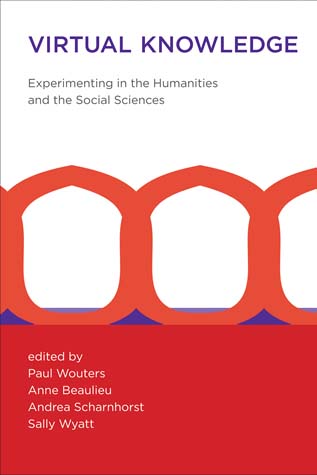 VIRTUAL KNOWLEDGE
Experimenting in the Humanities
and the Social Sciences
edited by
Paul Wouters
Anne Beaulieu
Andrea Scharnhorst
Sally Wyatt